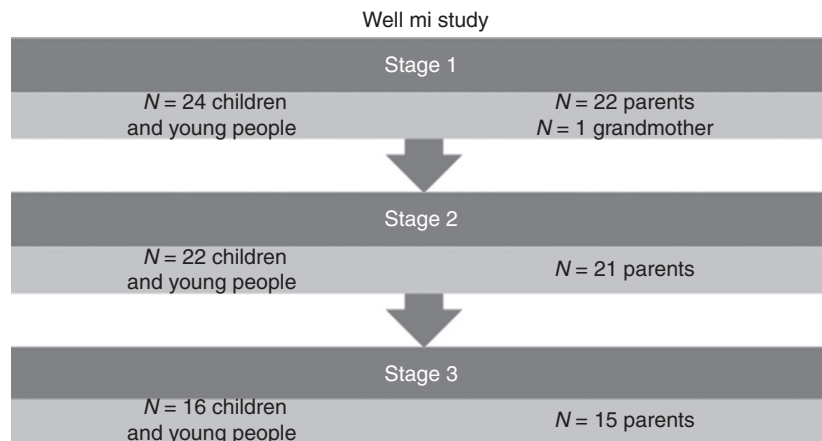 Well mi study
Stage 1
N = 24 children
and young people
N = 22 parents
N = 1 grandmother
Stage 2
N = 22 children
and young people
N = 21 parents
Stage 3
N = 16 children
and young people
N = 15 parents